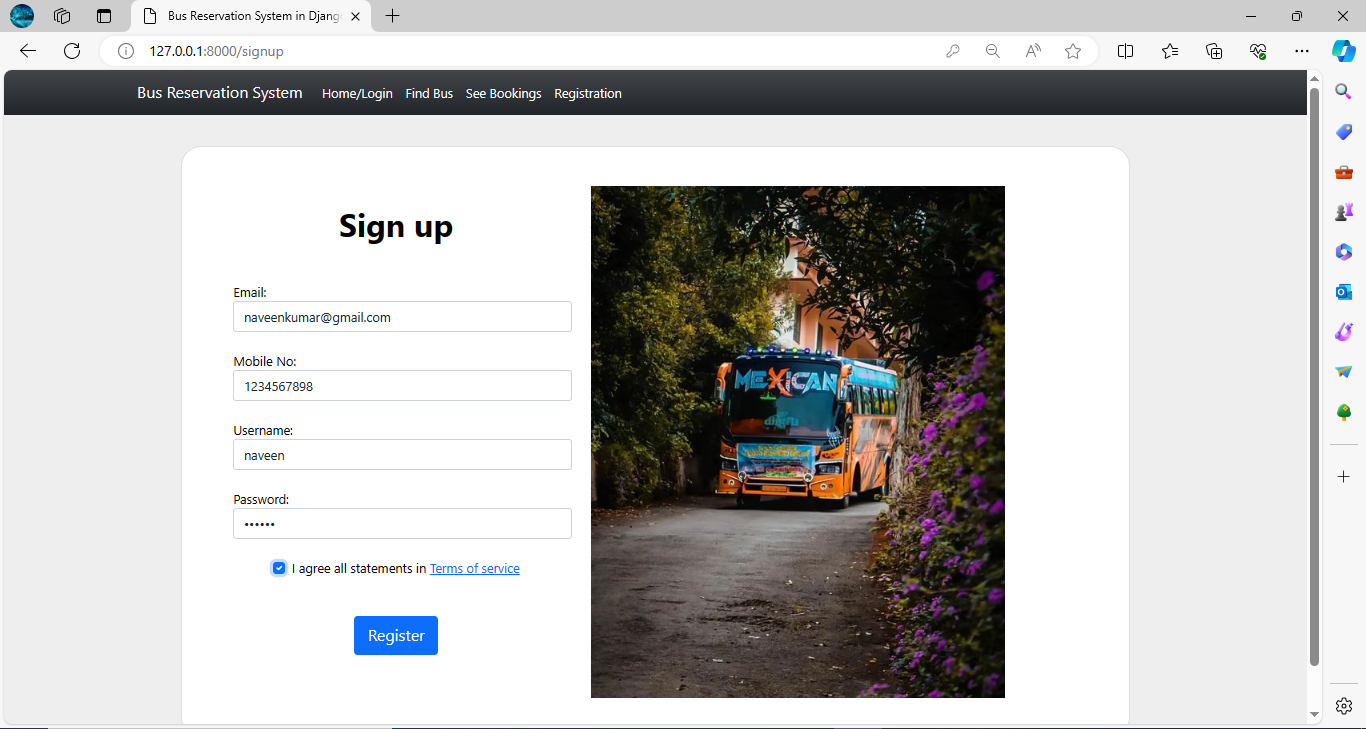 Bus Reservation System in Djang
127.0.0.1:8000/signup
Bus Reservation System Home/Login Find Bus See Bookings Registration
Sign up
Email:
naveenkumar@gmail.com
Mobile No:
1234567898
Username:
naveen
Password:
••••••
I agree all statements in Terms of service
Register
MEXICAN